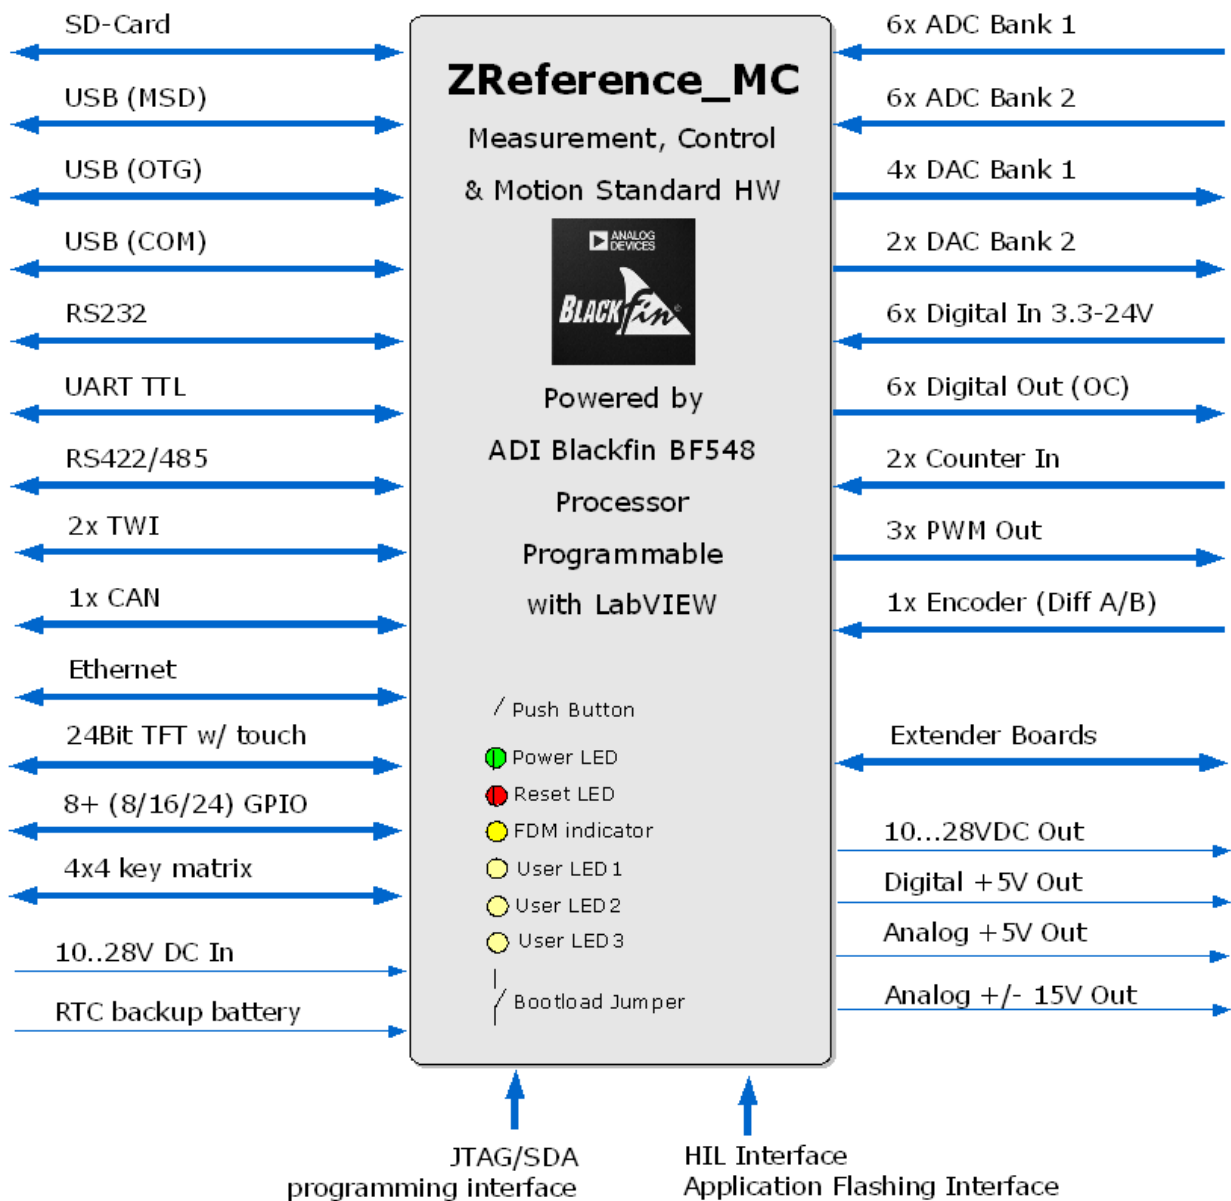 SD-Card
USB (MSD)
USB (OTG)
USB (COM)
RS232
UART TTL
RS422/485
2x TWI
1x CAN
Ethernet
24Bit TFT w/ touch
8+ (8/16/24) GPIO
4x4 key matrix
10..28V DC In
RTC backup battery
ZReference_MC
Measurement, Control
& Motion Standard HW
ANALOG
DEVICES
BLACKfin®
Powered by
ADI Blackfin BF548
Processor
Programmable
with LabVIEW
Push Button
Power LED
Reset LED
FDM indicator
User LED1
User LED2
User LED3
Bootload Jumper
6x ADC Bank 1
6x ADC Bank 2
4x DAC Bank 1
2x DAC Bank 2
6x Digital In 3.3-24V
6x Digital Out (OC)
2x Counter In
3x PWM Out
1x Encoder (Diff A/B)
Extender Boards
10...28VDC Out
Digital +5V Out
Analog +5V Out
Analog +/- 15V Out
JTAG/SDA
programming interface
HIL Interface
Application Flashing Interface